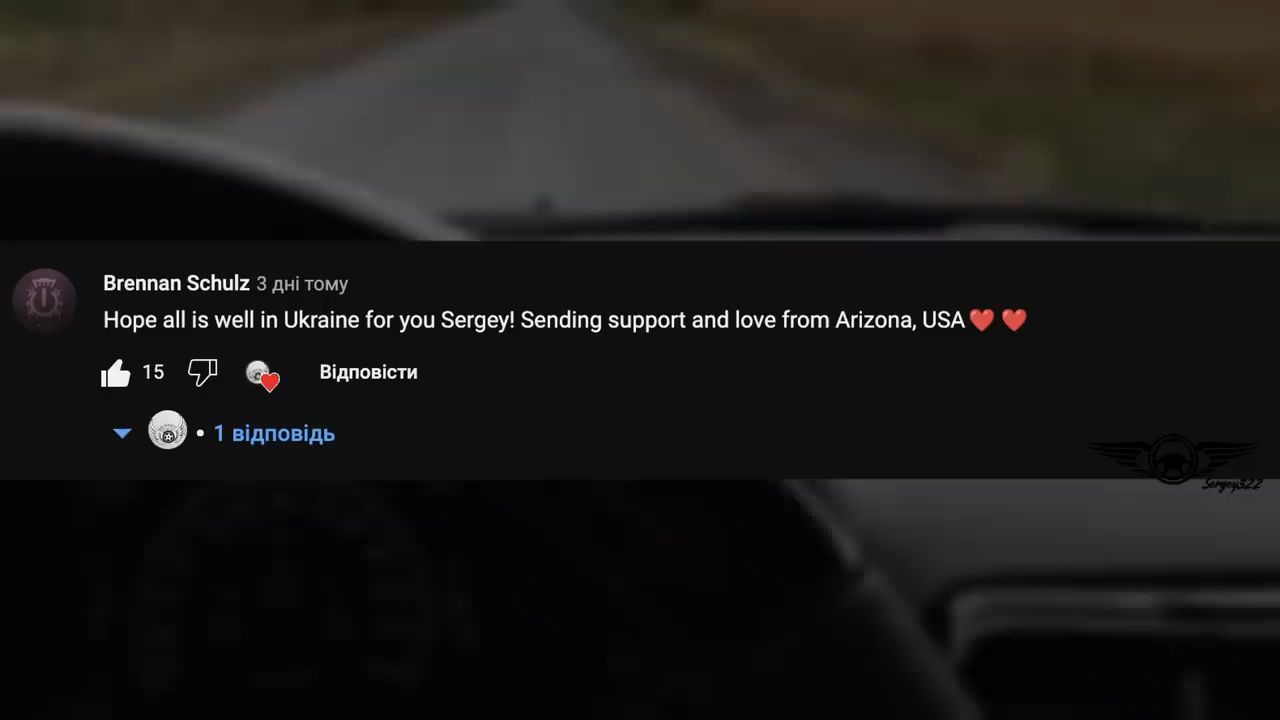 Brennan Schulz 3 дні тому
Hope all is well in Ukraine for you Sergey! Sending support and love from Arizona, USA❤️ ❤️
15 Відповісти
• 1 відповідь
Sergey322